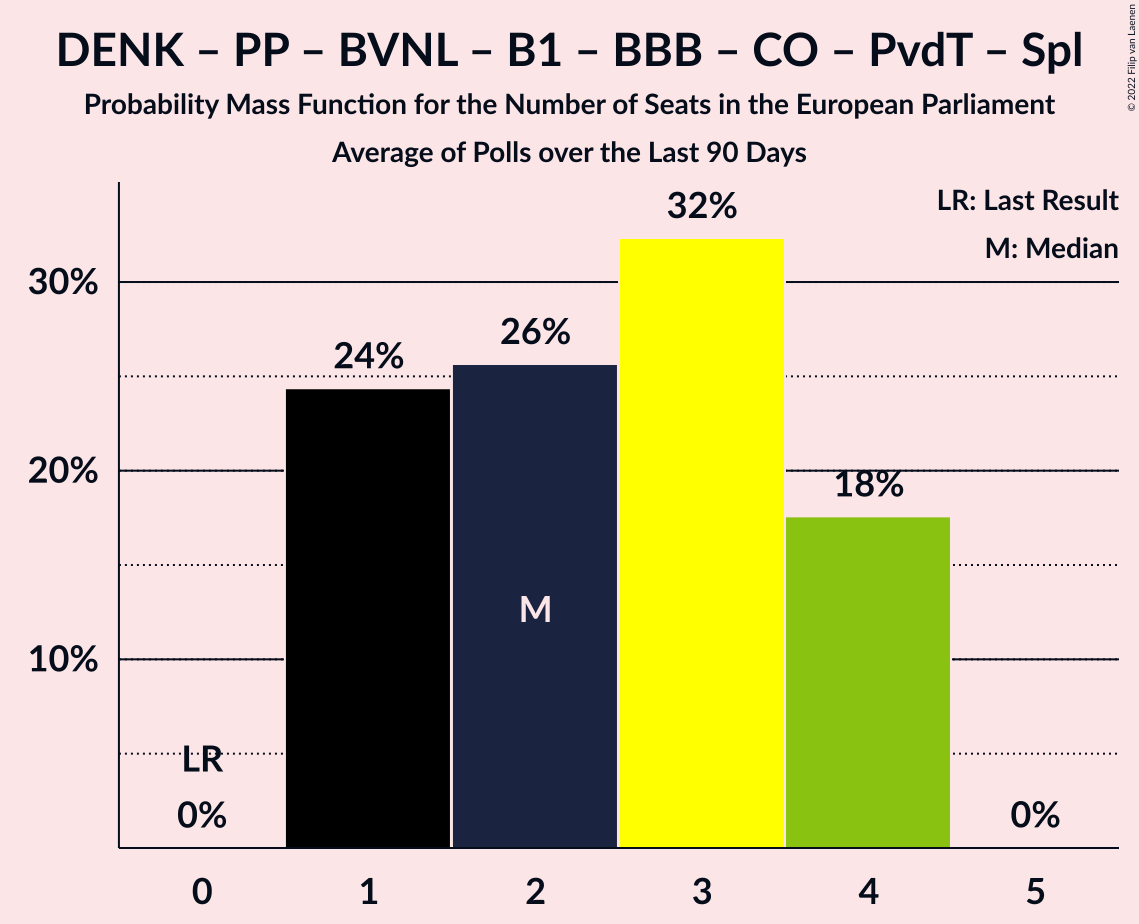 DENK – PP – BVNL – B1 – BBB – CO – PvdT – Spl
Probability Mass Function for the Number of Seats in the European Parliament
Average of Polls over the Last 90 Days
© 2022 Filip van Laenen
LR: Last Result
M: Median
32%
30%
26%
24%
20%
18%
M
10%
LR
0%
0%
0
1
2
3
4
5